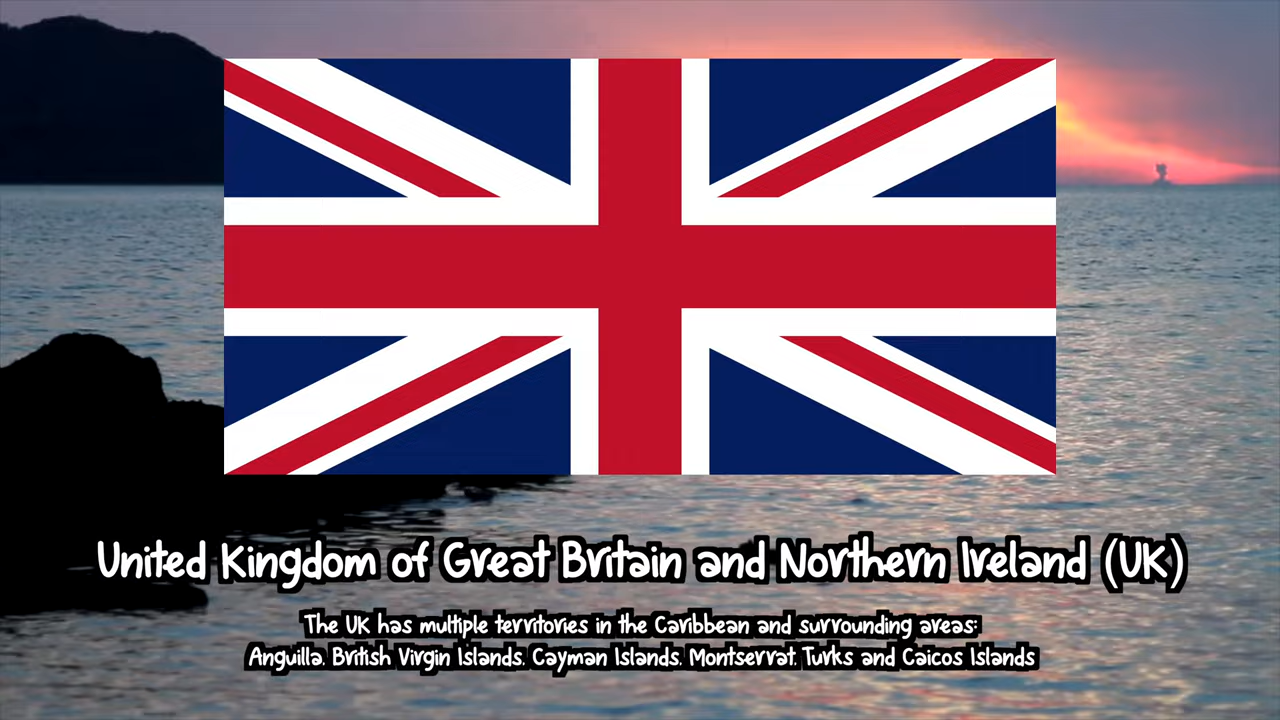 United Kingdom of Great Britain and Northern Ireland (UK)
The UK has multiple territories in the Caribbean and surrounding areas:
Anguilla, British Virgin Islands, Cayman Islands, Montserrat, Turks and Caicos Islands